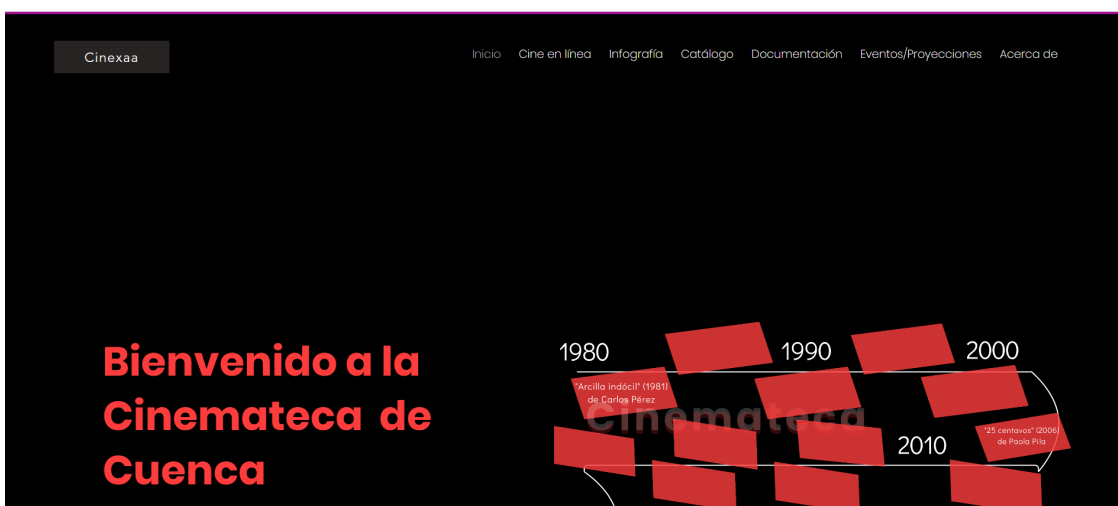 Cinexaa
Inicio Cine en línea Infografía Catálogo Documentación Eventos/Proyecciones Acerca de
Bienvenido a la
Cinemateca de
Cuenca
1980 1990 2000
"Arcilla indócil" (1981)
de Carlos Pérez
Cinemateca
"25 centavos" (2006)
de Paola Pila
2010